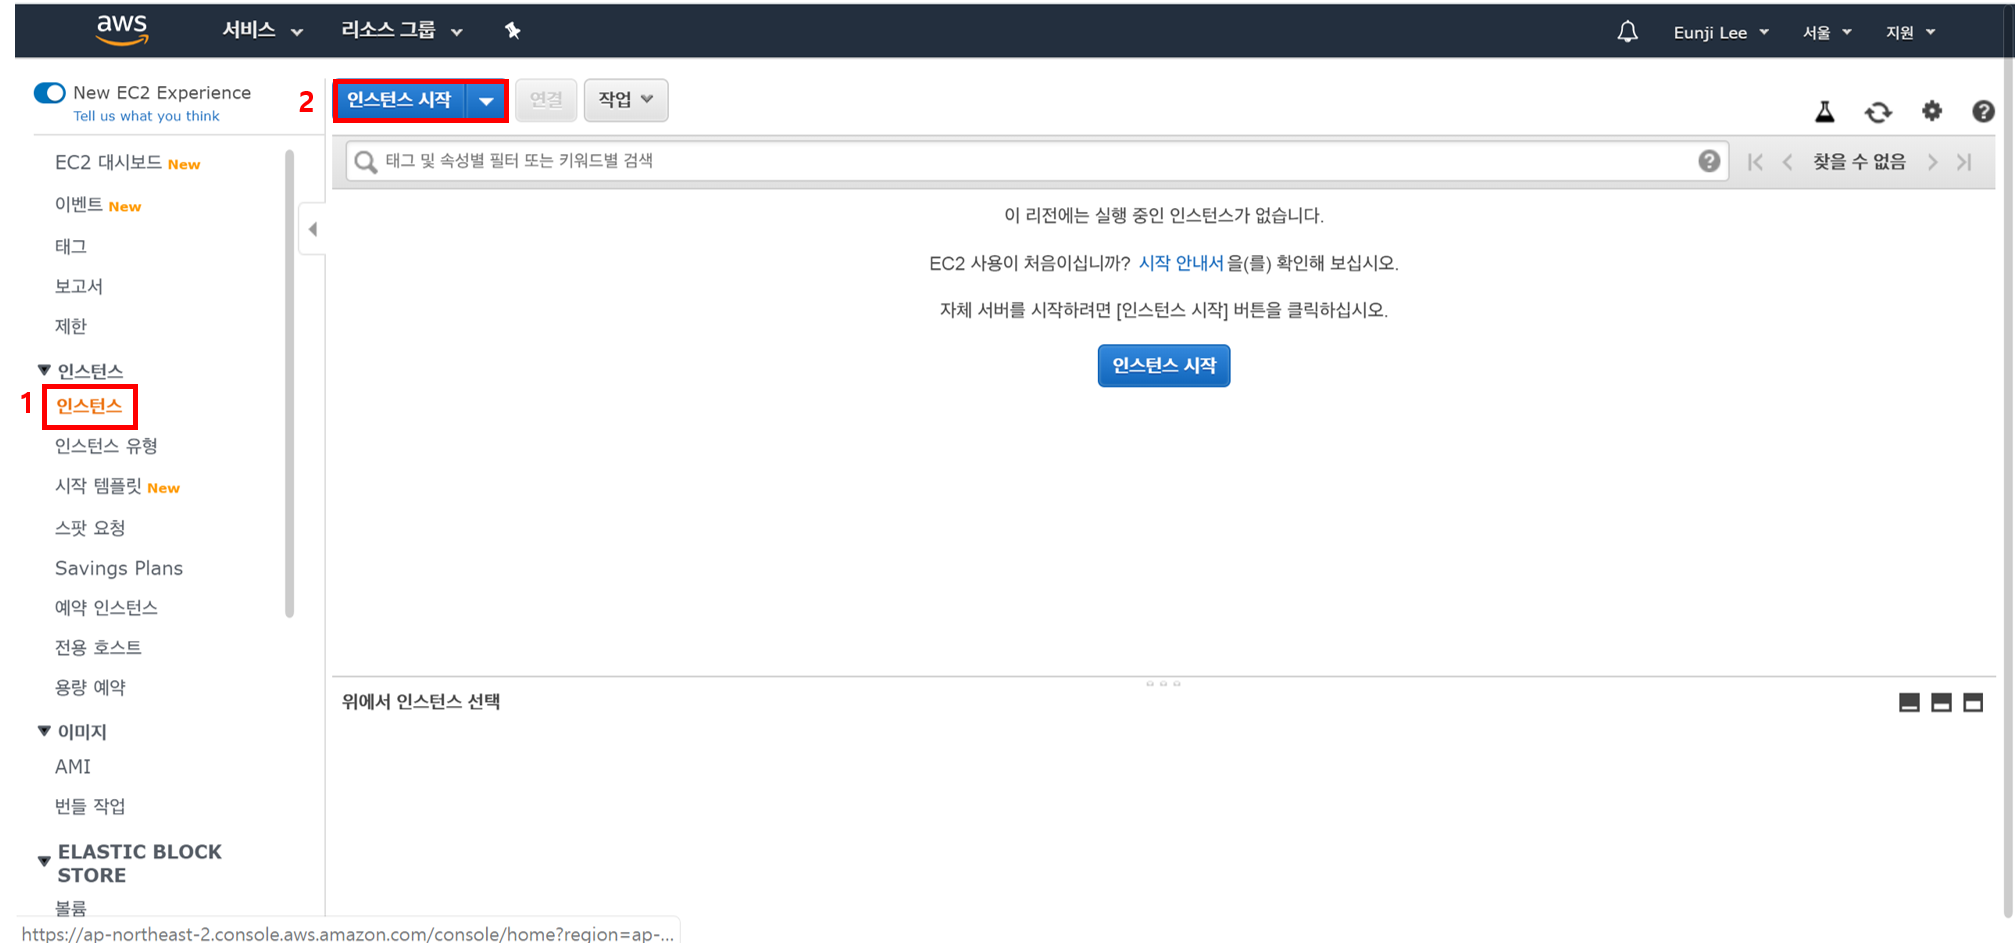 aws 서비스 리소스 그룹 Eunji Lee 서울 지원
New EC2 Experience
Tell us what you think
EC2 대시보드 New
이벤트 New
태그
보고서
제한
인스턴스
1 인스턴스
인스턴스 유형
시작 템플릿 New
스팟 요청
Savings Plans
예약 인스턴스
전용 호스트
용량 예약
이미지
AMI
번들 작업
ELASTIC BLOCK
STORE
볼륨
2 인스턴스 시작 연결 작업
태그 및 속성별 필터 또는 키워드별 검색 찾을 수 없음
이 리전에는 실행 중인 인스턴스가 없습니다.
EC2 사용이 처음이십니까? 시작 안내서을(를) 확인해 보십시오.
자체 서버를 시작하려면 [인스턴스 시작] 버튼을 클릭하십시오.
인스턴스 시작
위에서 인스턴스 선택
https://ap-northeast-2.console.aws.amazon.com/console/home?region=ap-...